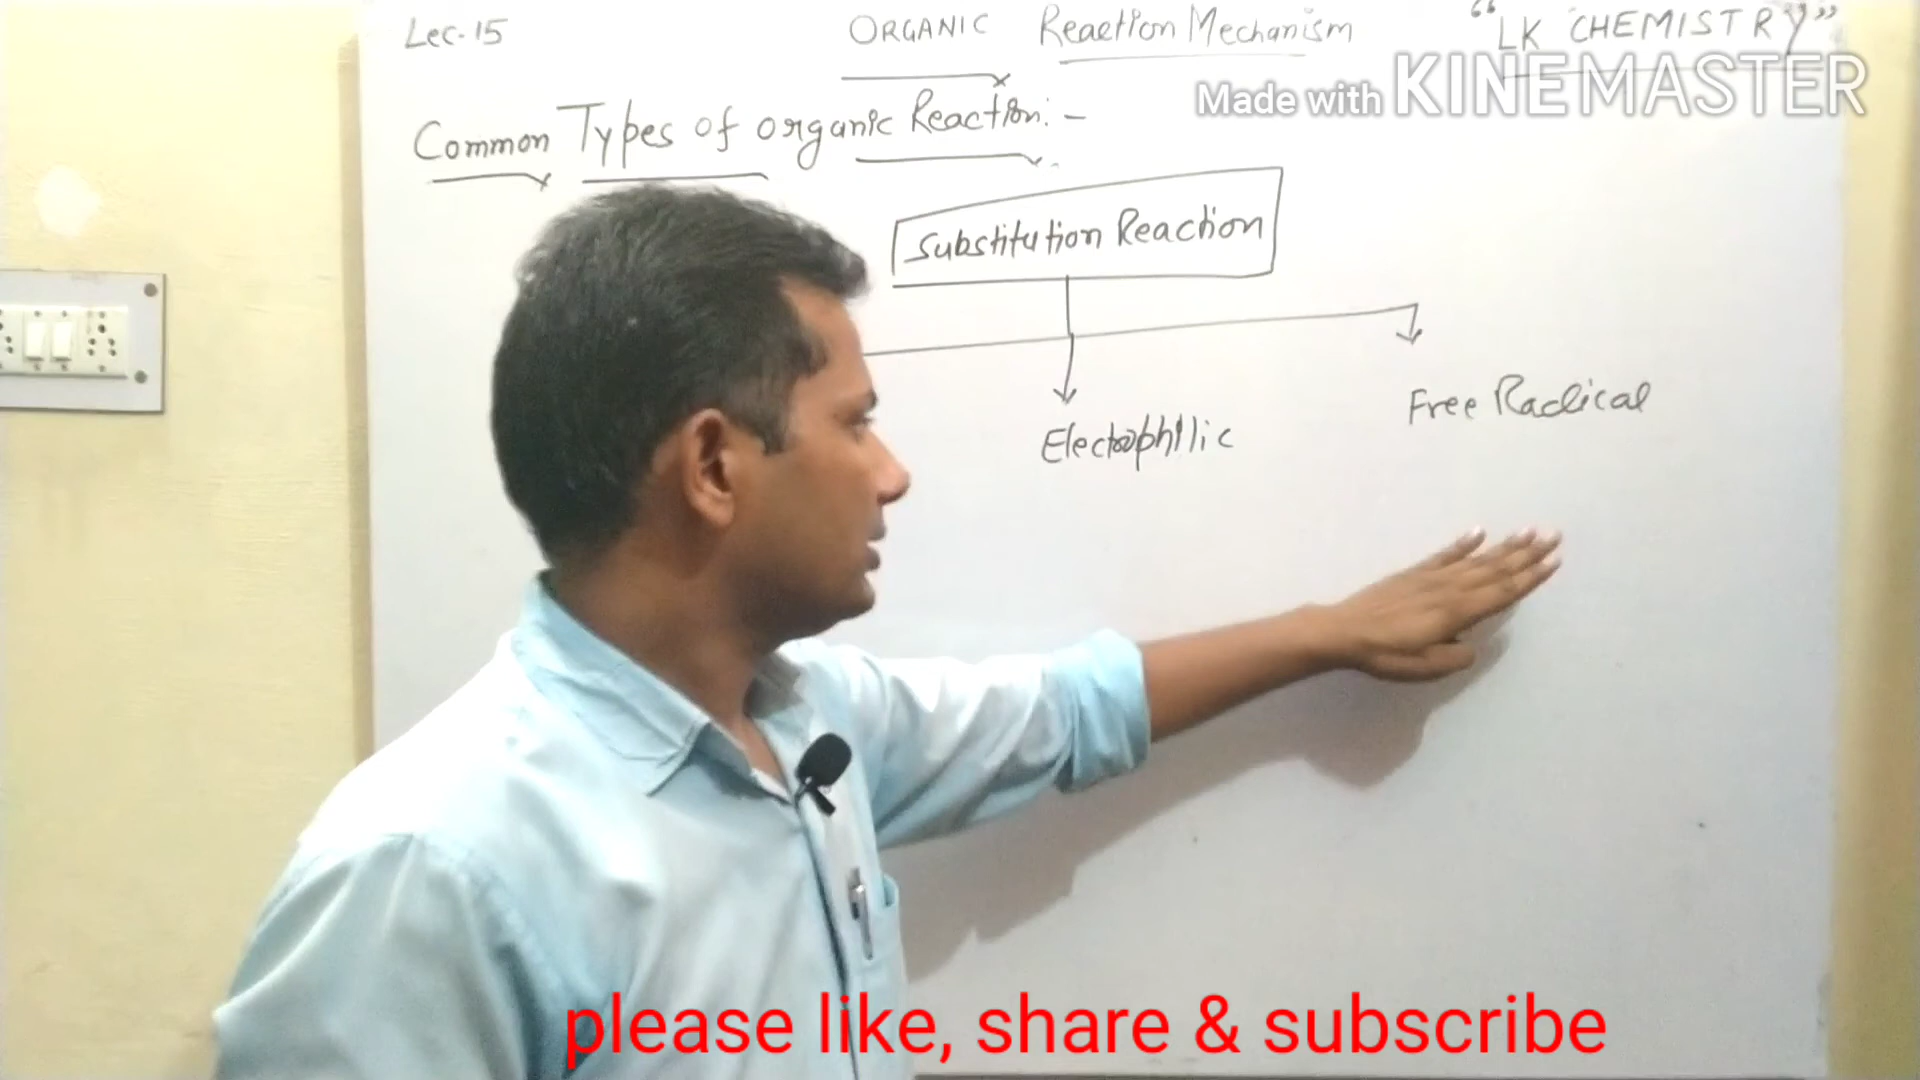 Lec-15 ORGANIC Reaction Mechanism "LK CHEMISTRY"
Made with KINEMASTER
Common Types of organic Reaction:-
Substitution Reaction
Free Radical
Electrophilic
please like, share & subscribe